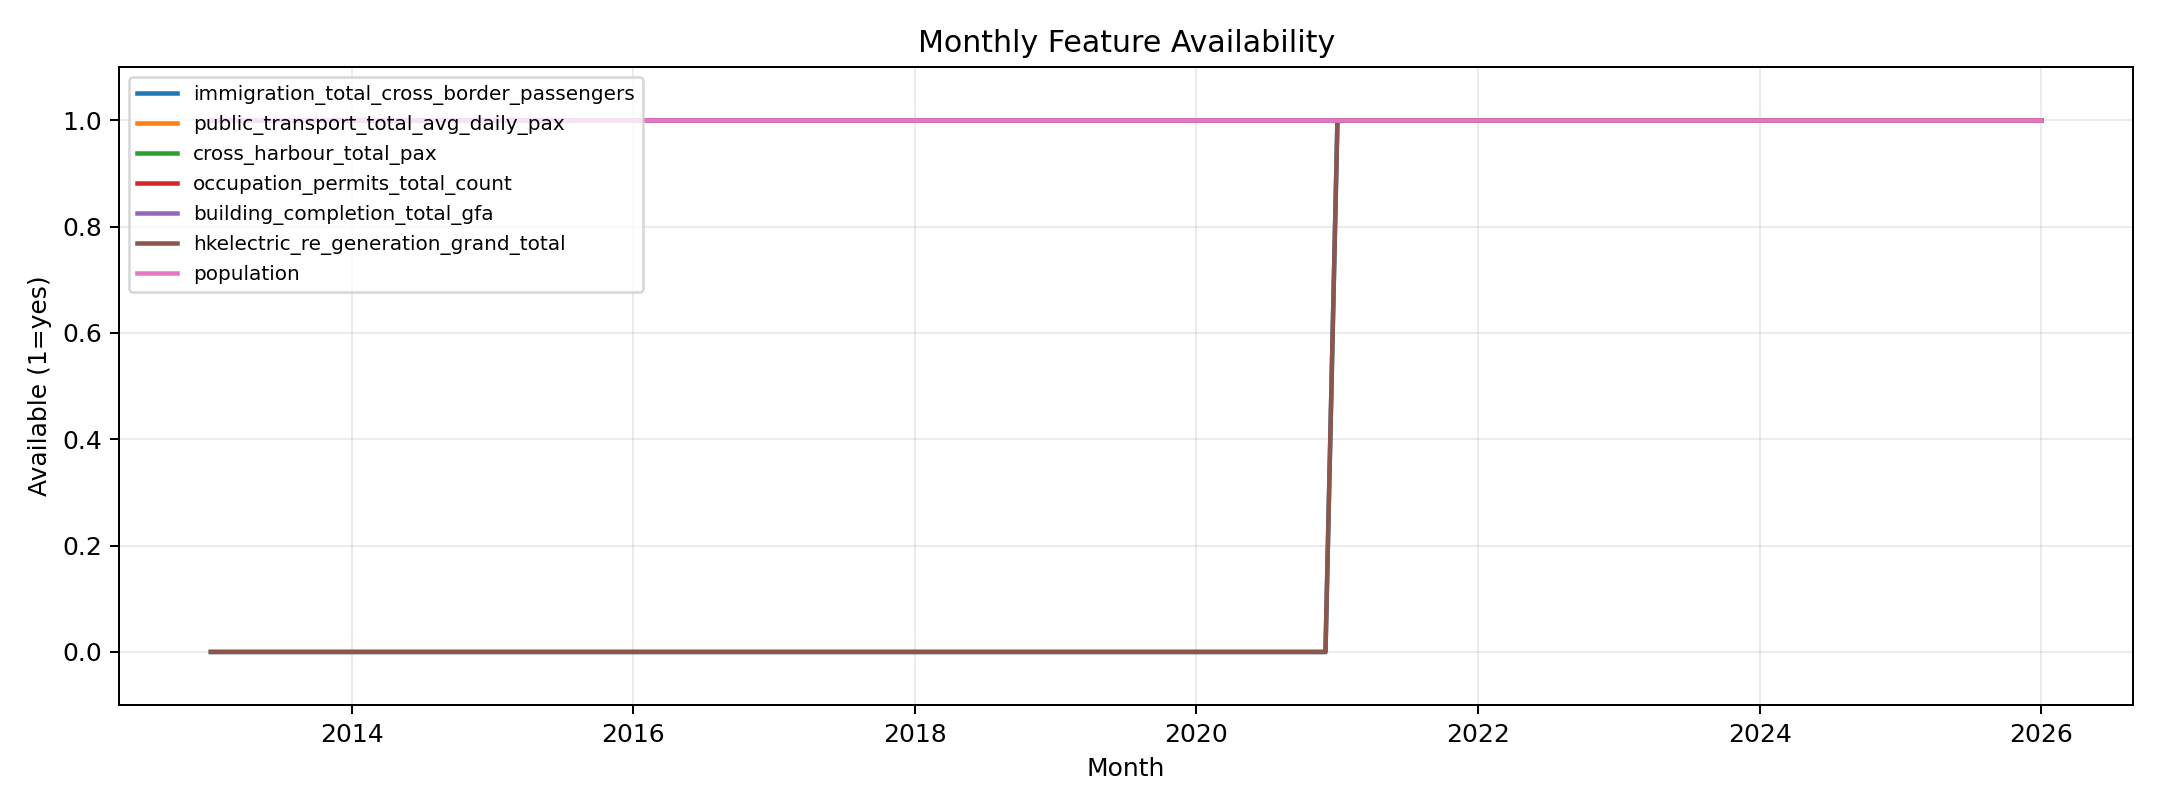 Monthly Feature Availability
immigration_total_cross_border_passengers
public_transport_total_avg_daily_pax
cross_harbour_total_pax
occupation_permits_total_count
building_completion_total_gfa
hkelectric_re_generation_grand_total
population
Available (1=yes)
1.0
0.8
0.6
0.4
0.2
0.0
2014 2016 2018 2020 2022 2024 2026
Month